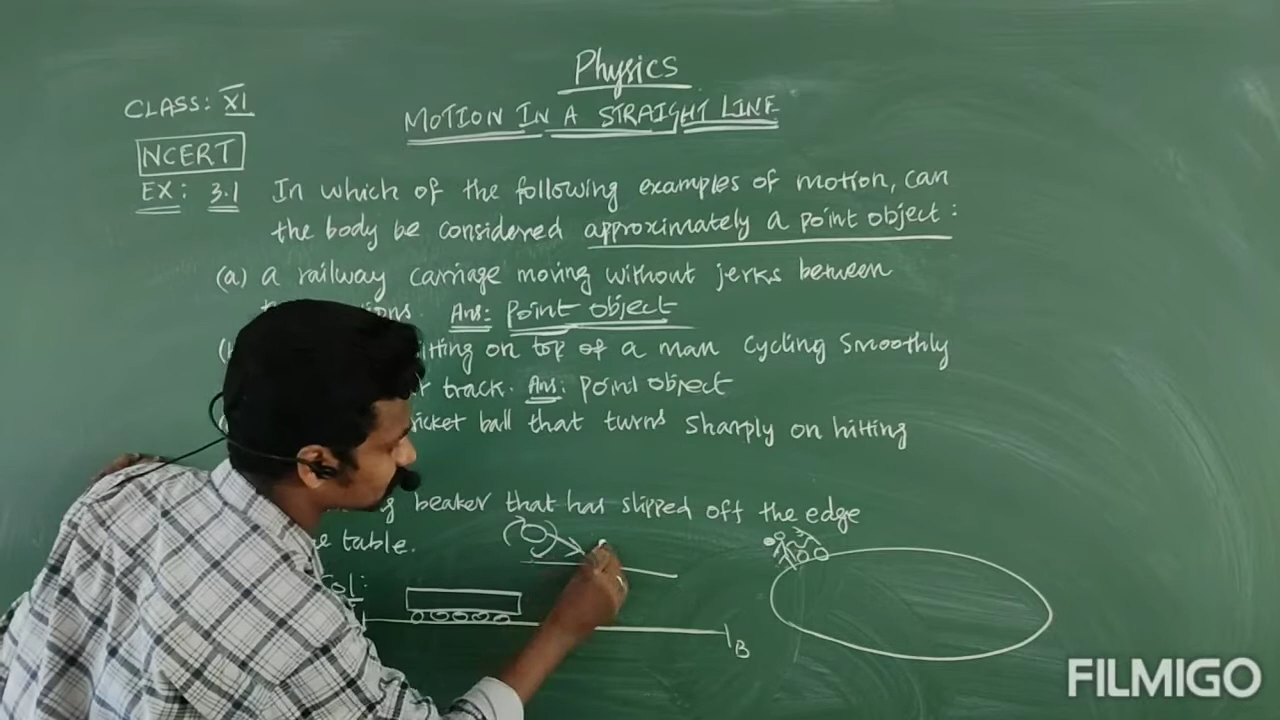 Physics
CLASS: XI
MOTION IN A STRAIGHT LINE
NCERT
EX: 3.1 In which of the following examples of motion, can
the body be considered approximately a point object:
(a) a railway carriage moving without jerks between
Ans: point object
on top of a man cycling smoothly
track. Ans: point object
ball that turns sharply on hitting
beaker that has slipped off the edge
table.
Sol:
B
FILMIGO